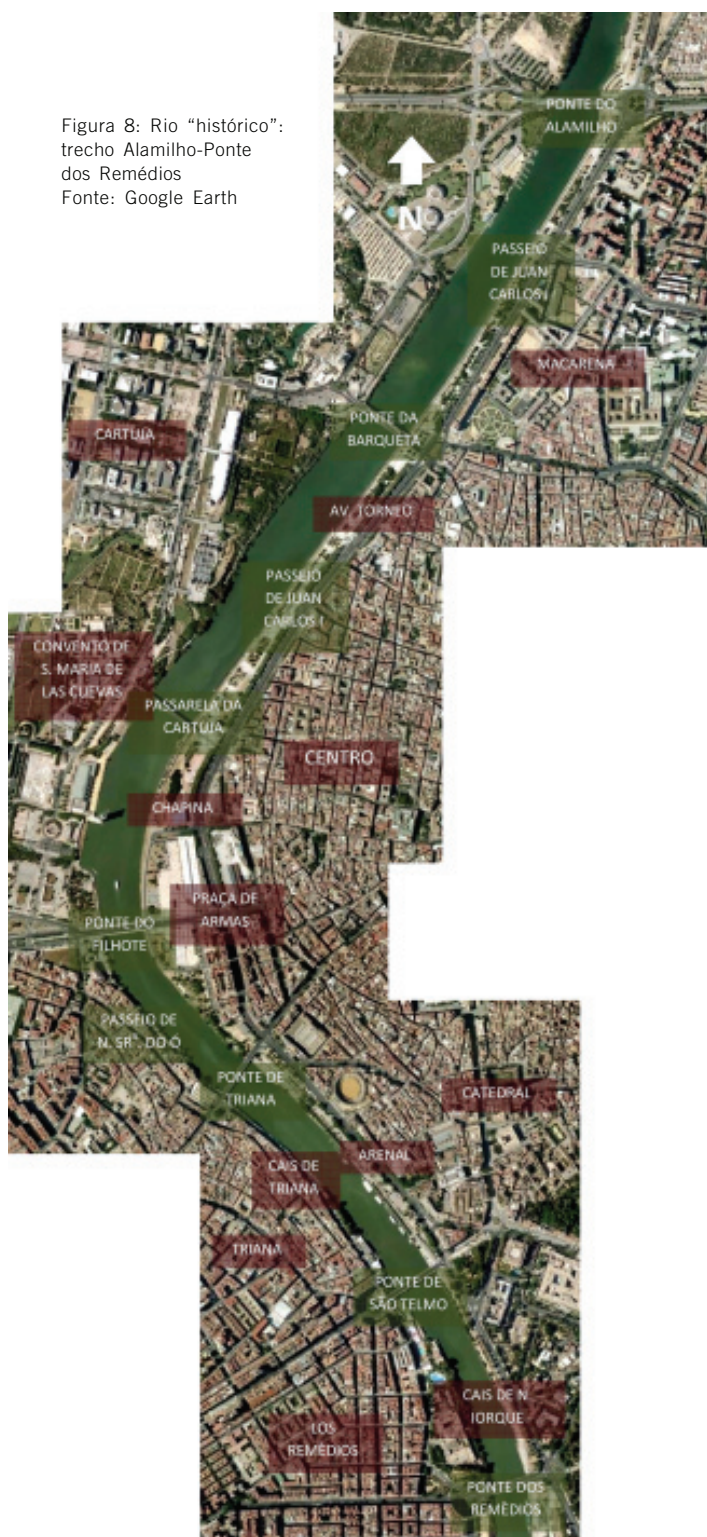 Figura 8: Rio “histórico”:
trecho Alamilho-Ponte
dos Remédios
Fonte: Google Earth
PONTE DO
ALAMILHO
N
PASSEIO
DE JUAN
CARLOS I
MACARENA
PONTE DA
BARQUETA
CARTUJA
AV. TORNEO
PASSEIO
DE JUAN
CARLOS I
CONVENTO DE
S. MARIA DE
LAS CUEVAS
PASSARELA DA
CARTUJA
CENTRO
CHAPINA
PRAÇA DE
ARMAS
PONTE DO
FILHOTE
PASSEIO DE
N. SRª. DO Ó
PONTE DE
TRIANA
CATEDRAL
ARENAL
CAIS DE
TRIANA
TRIANA
PONTE DE
SÃO TELMO
CAIS DE N.
IORQUE
LOS
REMÉDIOS
PONTE DOS
REMÉDIOS